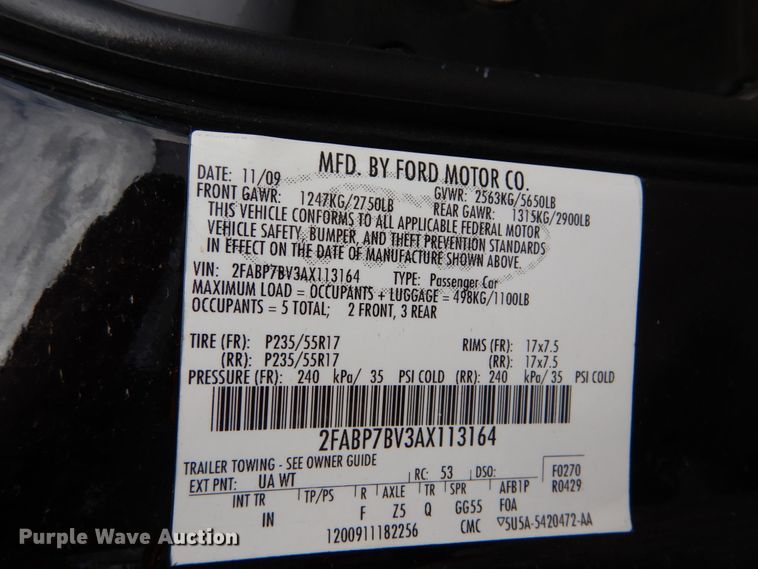 MFD. BY FORD MOTOR CO.
DATE: 11/09 GVWR: 2563KG/5650LB
FRONT GAWR: 1247KG/2750LB REAR GAWR: 1315KG/2900LB
THIS VEHICLE CONFORMS TO ALL APPLICABLE FEDERAL MOTOR
VEHICLE SAFETY, BUMPER, AND THEFT PREVENTION STANDARDS
IN EFFECT ON THE DATE OF MANUFACTURE SHOWN ABOVE.
VIN: 2FABP7BV3AX113164 TYPE: Passenger Car
MAXIMUM LOAD = OCCUPANTS + LUGGAGE = 498KG/1100LB
OCCUPANTS = 5 TOTAL; 2 FRONT, 3 REAR
TIRE (FR): P235/55R17 RIMS (FR): 17x7.5
(RR): P235/55R17 (RR): 17x7.5
PRESSURE (FR): 240 kPa/ 35 PSI COLD (RR): 240 kPa/ 35 PSI COLD
2FABP7BV3AX113164
TRAILER TOWING - SEE OWNER GUIDE
EXT PNT: UA WT RC: 53 DSO: F0270
INT TR TP/PS R AXLE TR SPR AFB1P R0429
IN F Z5 Q GG55 FOA
1200911182256 CMC ▽5U5A-5420472-AA
Purple Wave Auction